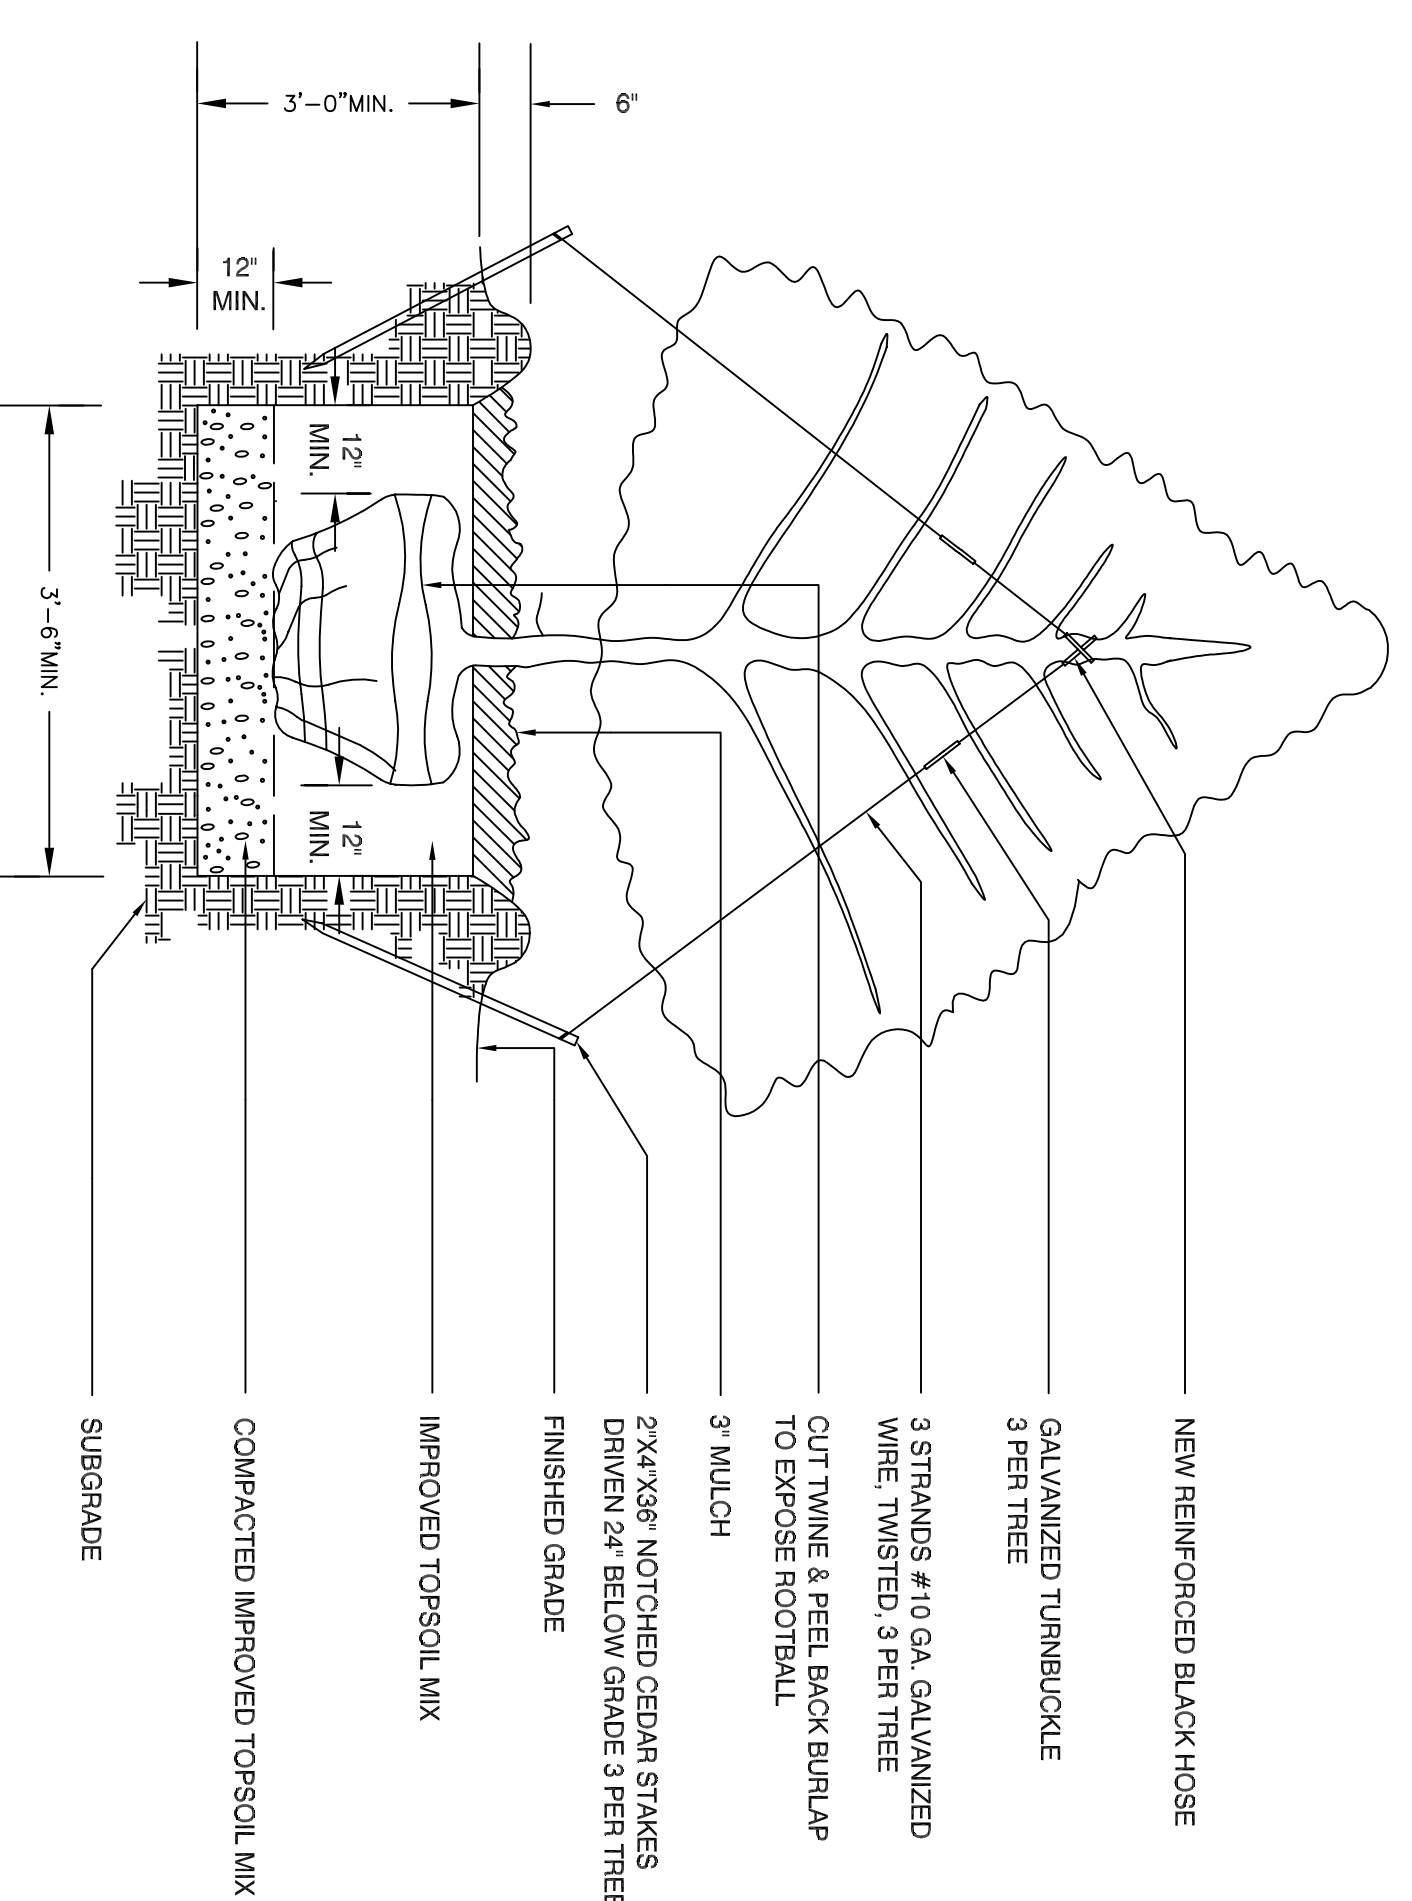 NEW REINFORCED BLACK HOSE
GALVANIZED TURNBUCKLE
3 PER TREE
3 STRANDS #10 GA. GALVANIZED
WIRE, TWISTED, 3 PER TREE
CUT TWINE & PEEL BACK BURLAP
TO EXPOSE ROOTBALL
3" MULCH
2"X4"X36" NOTCHED CEDAR STAKES
DRIVEN 24" BELOW GRADE 3 PER TREE
FINISHED GRADE
IMPROVED TOPSOIL MIX
COMPACTED IMPROVED TOPSOIL MIX
SUBGRADE
6"
3'-0"MIN.
12"
MIN.
12"
MIN.
12"
MIN.
3'-6"MIN.